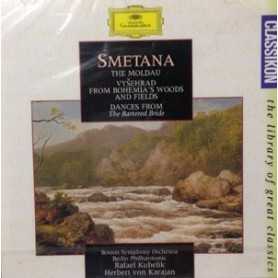 Deutsche
Grammophon
SMETANA
THE MOLDAU
VYŠEHRAD
FROM BOHEMIA'S WOODS
AND FIELDS
DANCES FROM
The Bartered Bride
Boston Symphony Orchestra
Berlin Philharmonic
Rafael Kubelik
Herbert von Karajan
CLASSIKON
the library of great classics